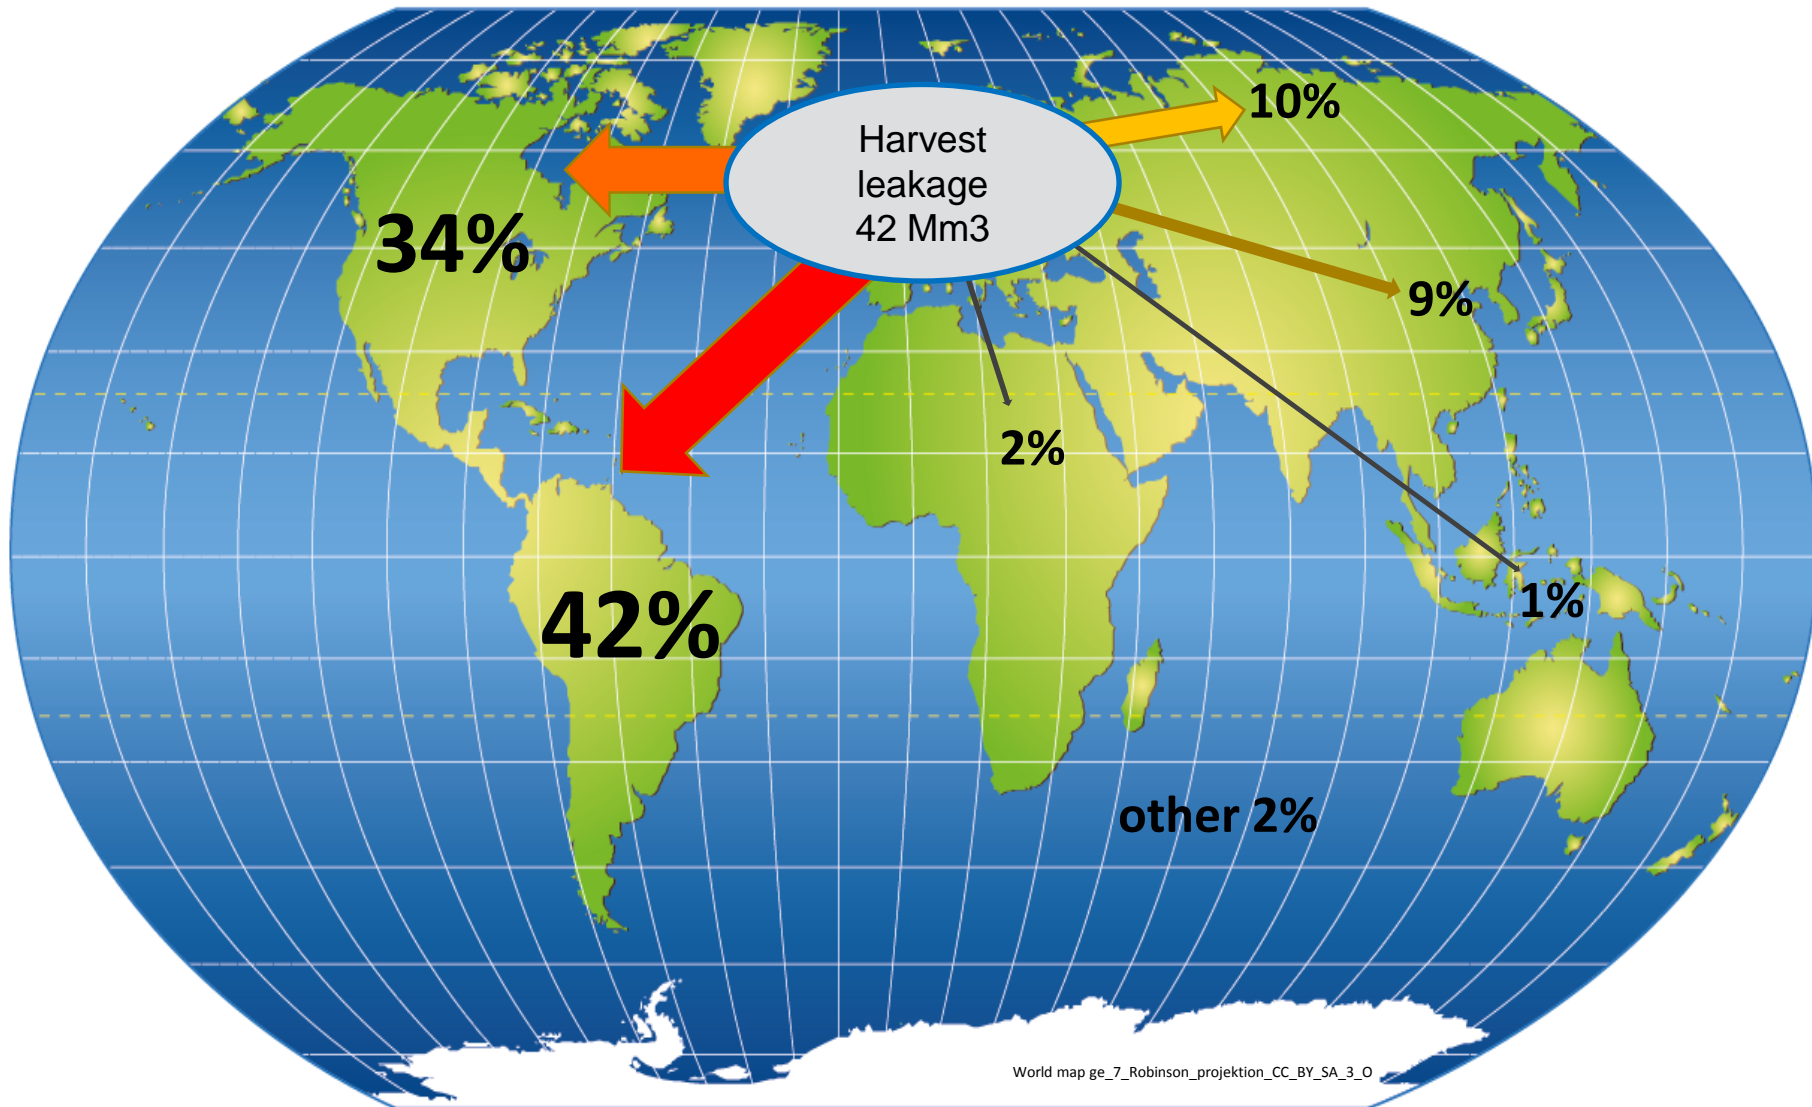 10%
Harvest
leakage
42 Mm3
34%
9%
2%
1%
42%
other 2%
World map ge_7_Robinson_projektion_CC_BY_SA_3_O